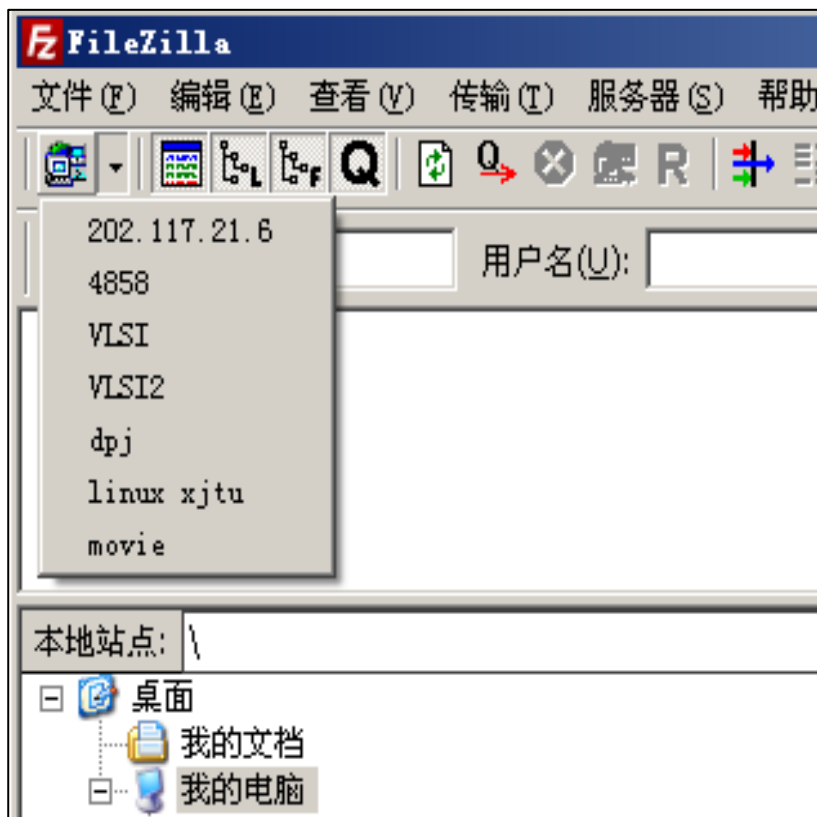 FileZilla
文件(F) 编辑(E) 查看(V) 传输(T) 服务器(S) 帮助
L F Q Q R
202.117.21.6
用户名(U):
4858
VLSI
VLSI2
dpj
linux xjtu
movie
本地站点: \
桌面
我的文档
我的电脑